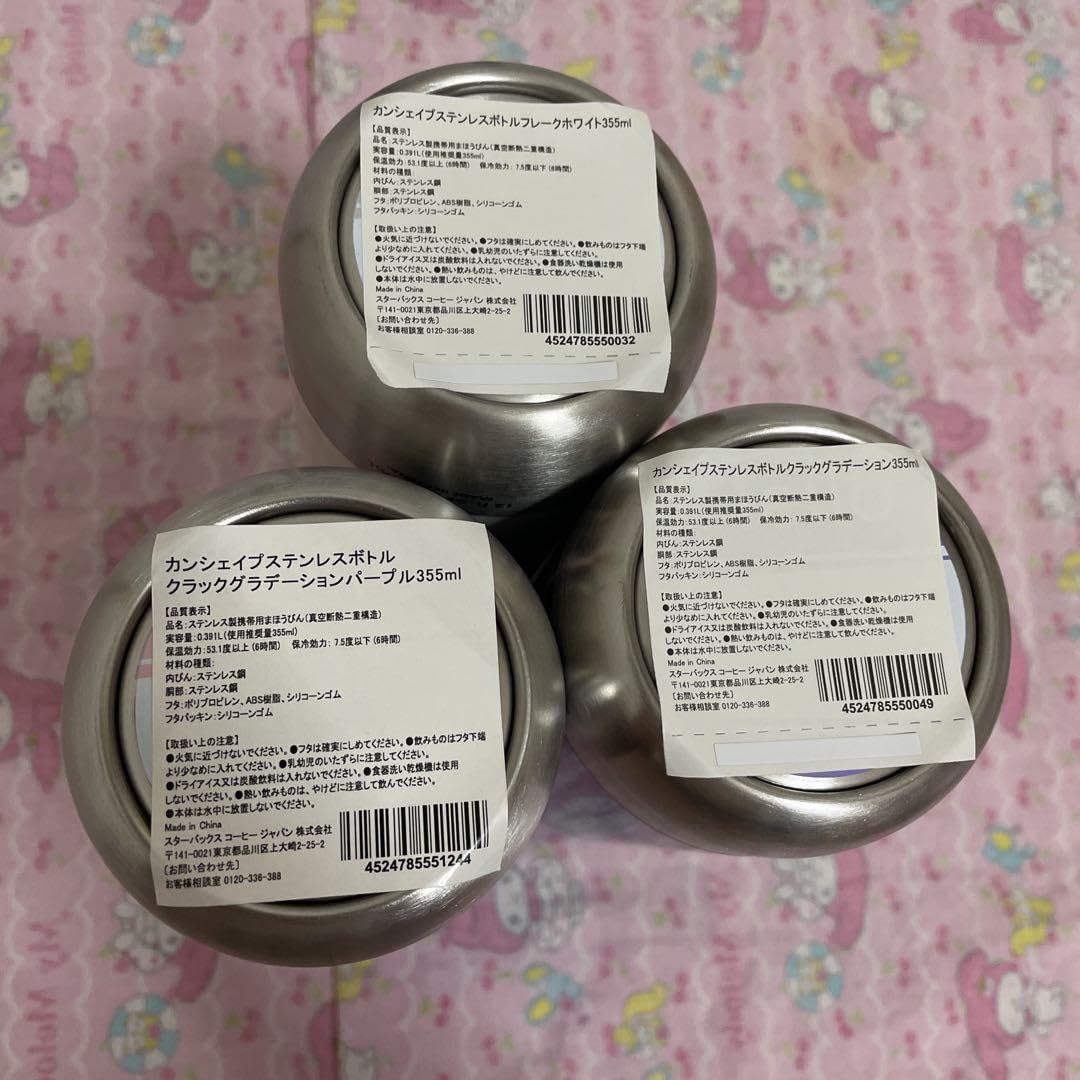 カンシェイプステンレスボトルフレークホワイト355ml
【品質表示】
品名：ステンレス製携帯用まほうびん(真空断熱二重構造)
実容量：0.391L(使用推奨量355ml)
保温効力：53.1度以上(6時間) 保冷効力：7.5度以下(6時間)
材料の種類：
内びん：ステンレス鋼
胴部：ステンレス鋼
フタ：ポリプロピレン、ABS樹脂、シリコーンゴム
フタパッキン：シリコーンゴム
【取扱い上の注意】
●火気に近づけないでください。●フタは確実にしめてください。●飲みものはフタ下端
より少なめに入れてください。●乳幼児のいたずらに注意してください。
●ドライアイス又は炭酸飲料は入れないでください。●食器洗い乾燥機は使用
しないでください。●熱い飲みものは、やけどに注意して飲んでください。
●本体は水中に放置しないでください。
Made in China
スターバックス コーヒー ジャパン 株式会社
〒141-0021東京都品川区上大崎2-25-2
〔お問い合わせ先〕
お客様相談室 0120-336-388
4524785550032
カンシェイプステンレスボトルクラックグラデーション355ml
【品質表示】
品名：ステンレス製携帯用まほうびん(真空断熱二重構造)
実容量：0.391L(使用推奨量355ml)
保温効力：53.1度以上(6時間) 保冷効力：7.5度以下(6時間)
材料の種類：
内びん：ステンレス鋼
胴部：ステンレス鋼
フタ：ポリプロピレン、ABS樹脂、シリコーンゴム
フタパッキン：シリコーンゴム
【取扱い上の注意】
●火気に近づけないでください。●フタは確実にしめてください。●飲みものはフタ下端
より少なめに入れてください。●乳幼児のいたずらに注意してください。
●ドライアイス又は炭酸飲料は入れないでください。●食器洗い乾燥機は使用
しないでください。●熱い飲みものは、やけどに注意して飲んでください。
●本体は水中に放置しないでください。
Made in China
スターバックス コーヒー ジャパン 株式会社
〒141-0021東京都品川区上大崎2-25-2
〔お問い合わせ先〕
お客様相談室 0120-336-388
4524785550049
カンシェイプステンレスボトル
クラックグラデーションパープル355ml
【品質表示】
品名：ステンレス製携帯用まほうびん(真空断熱二重構造)
実容量：0.391L(使用推奨量355ml)
保温効力：53.1度以上(6時間) 保冷効力：7.5度以下(6時間)
材料の種類：
内びん：ステンレス鋼
胴部：ステンレス鋼
フタ：ポリプロピレン、ABS樹脂、シリコーンゴム
フタパッキン：シリコーンゴム
【取扱い上の注意】
●火気に近づけないでください。●フタは確実にしめてください。●飲みものはフタ下端
より少なめに入れてください。●乳幼児のいたずらに注意してください。
●ドライアイス又は炭酸飲料は入れないでください。●食器洗い乾燥機は使用
しないでください。●熱い飲みものは、やけどに注意して飲んでください。
●本体は水中に放置しないでください。
Made in China
スターバックス コーヒー ジャパン 株式会社
〒141-0021東京都品川区上大崎2-25-2
〔お問い合わせ先〕
お客様相談室 0120-336-388
4524785551244
My Melody